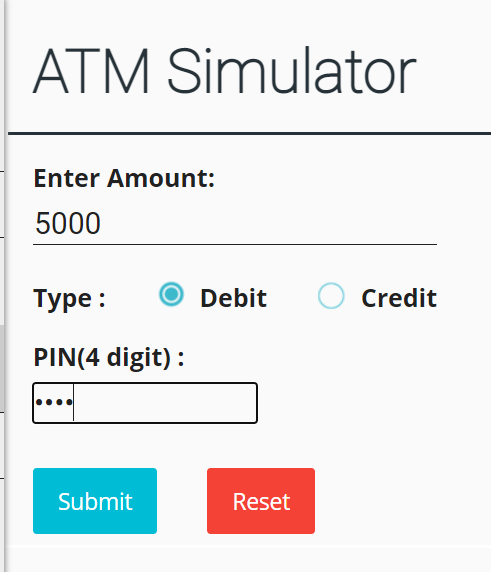 ATM Simulator
Enter Amount:
5000
Type : Debit Credit
PIN(4 digit) :
••••
Submit Reset